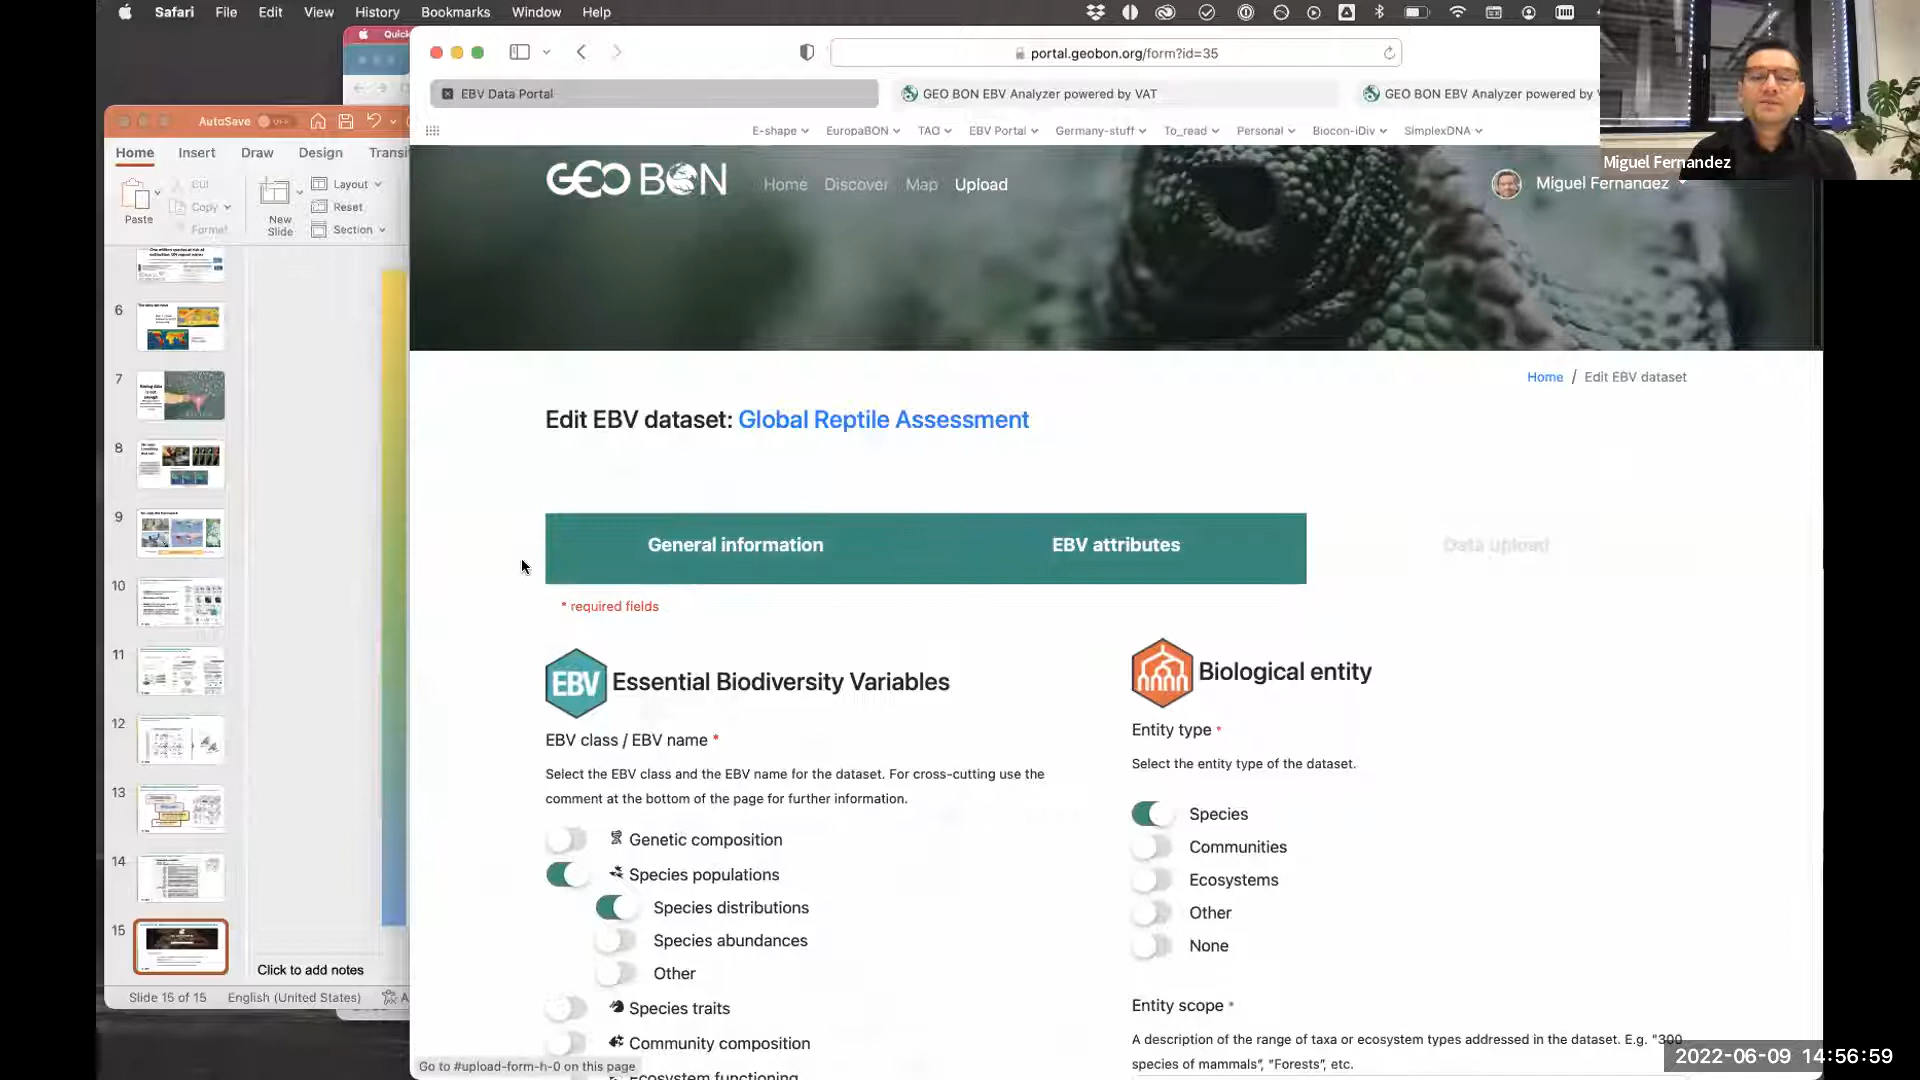 Safari File Edit View History Bookmarks Window Help
Quick
portal.geobon.org/form?id=35
EBV Data Portal
GEO BON EBV Analyzer powered by VAT
GEO BON EBV Analyzer powered by V
E-shape EuropaBON TAO EBV Portal Germany-stuff To_read Personal Biocon-iDiv SimplexDNA
Miguel Fernandez
AutoSave OFF
Home Insert Draw Design Transit
Paste
Cut
Copy
Format
New Slide
Layout
Reset
Section
GEO BON Home Discover Map Upload
Miguel Fernandez
Home / Edit EBV dataset
Edit EBV dataset: Global Reptile Assessment
General information
EBV attributes
Data upload
* required fields
EBV Essential Biodiversity Variables
EBV class / EBV name *
Select the EBV class and the EBV name for the dataset. For cross-cutting use the
comment at the bottom of the page for further information.
Genetic composition
Species populations
Species distributions
Species abundances
Other
Species traits
Community composition
Ecosystem functioning
Biological entity
Entity type *
Select the entity type of the dataset.
Species
Communities
Ecosystems
Other
None
Entity scope *
A description of the range of taxa or ecosystem types addressed in the dataset. E.g. "300
species of mammals", "Forests", etc.
6
7
8
9
10
11
12
13
14
15
Click to add notes
Slide 15 of 15 English (United States) A
Go to #upload-form-h-0 on this page
2022-06-09 14:56:59